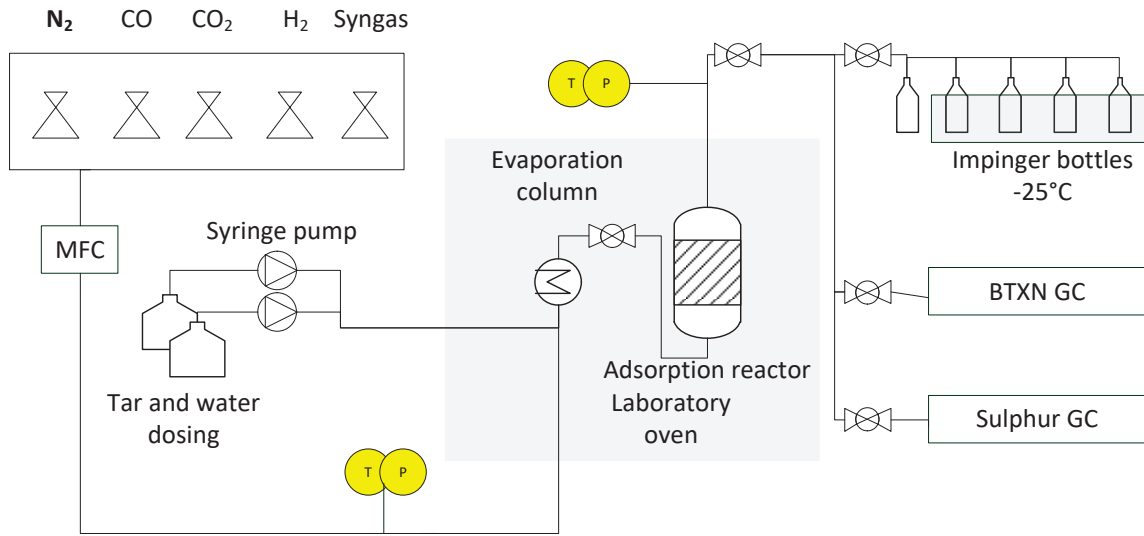 N₂ CO CO₂ H₂ Syngas
T P
Impinger bottles
-25°C
Evaporation
column
MFC
Syringe pump
BTXN GC
Adsorption reactor
Laboratory
oven
Tar and water
dosing
Sulphur GC
T P